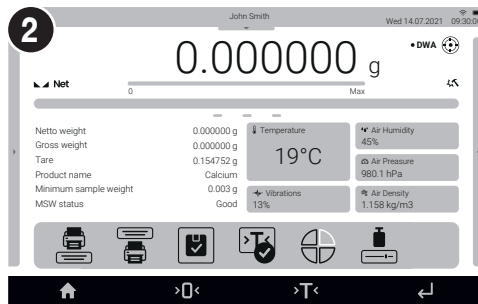 2
John Smith
Wed 14.07.2021 09:30:0
0.000000 g
• DWA
Net
0
Max
Netto weight 0.000000 g
Gross weight 0.000000 g
Tare 0.154752 g
Product name Calcium
Minimum sample weight 0.003 g
MSW status Good
Temperature
19°C
Vibrations
13%
Air Humidity
45%
Air Preasure
980.1 hPa
Air Density
1.158 kg/m3
>T<
>0< >T<